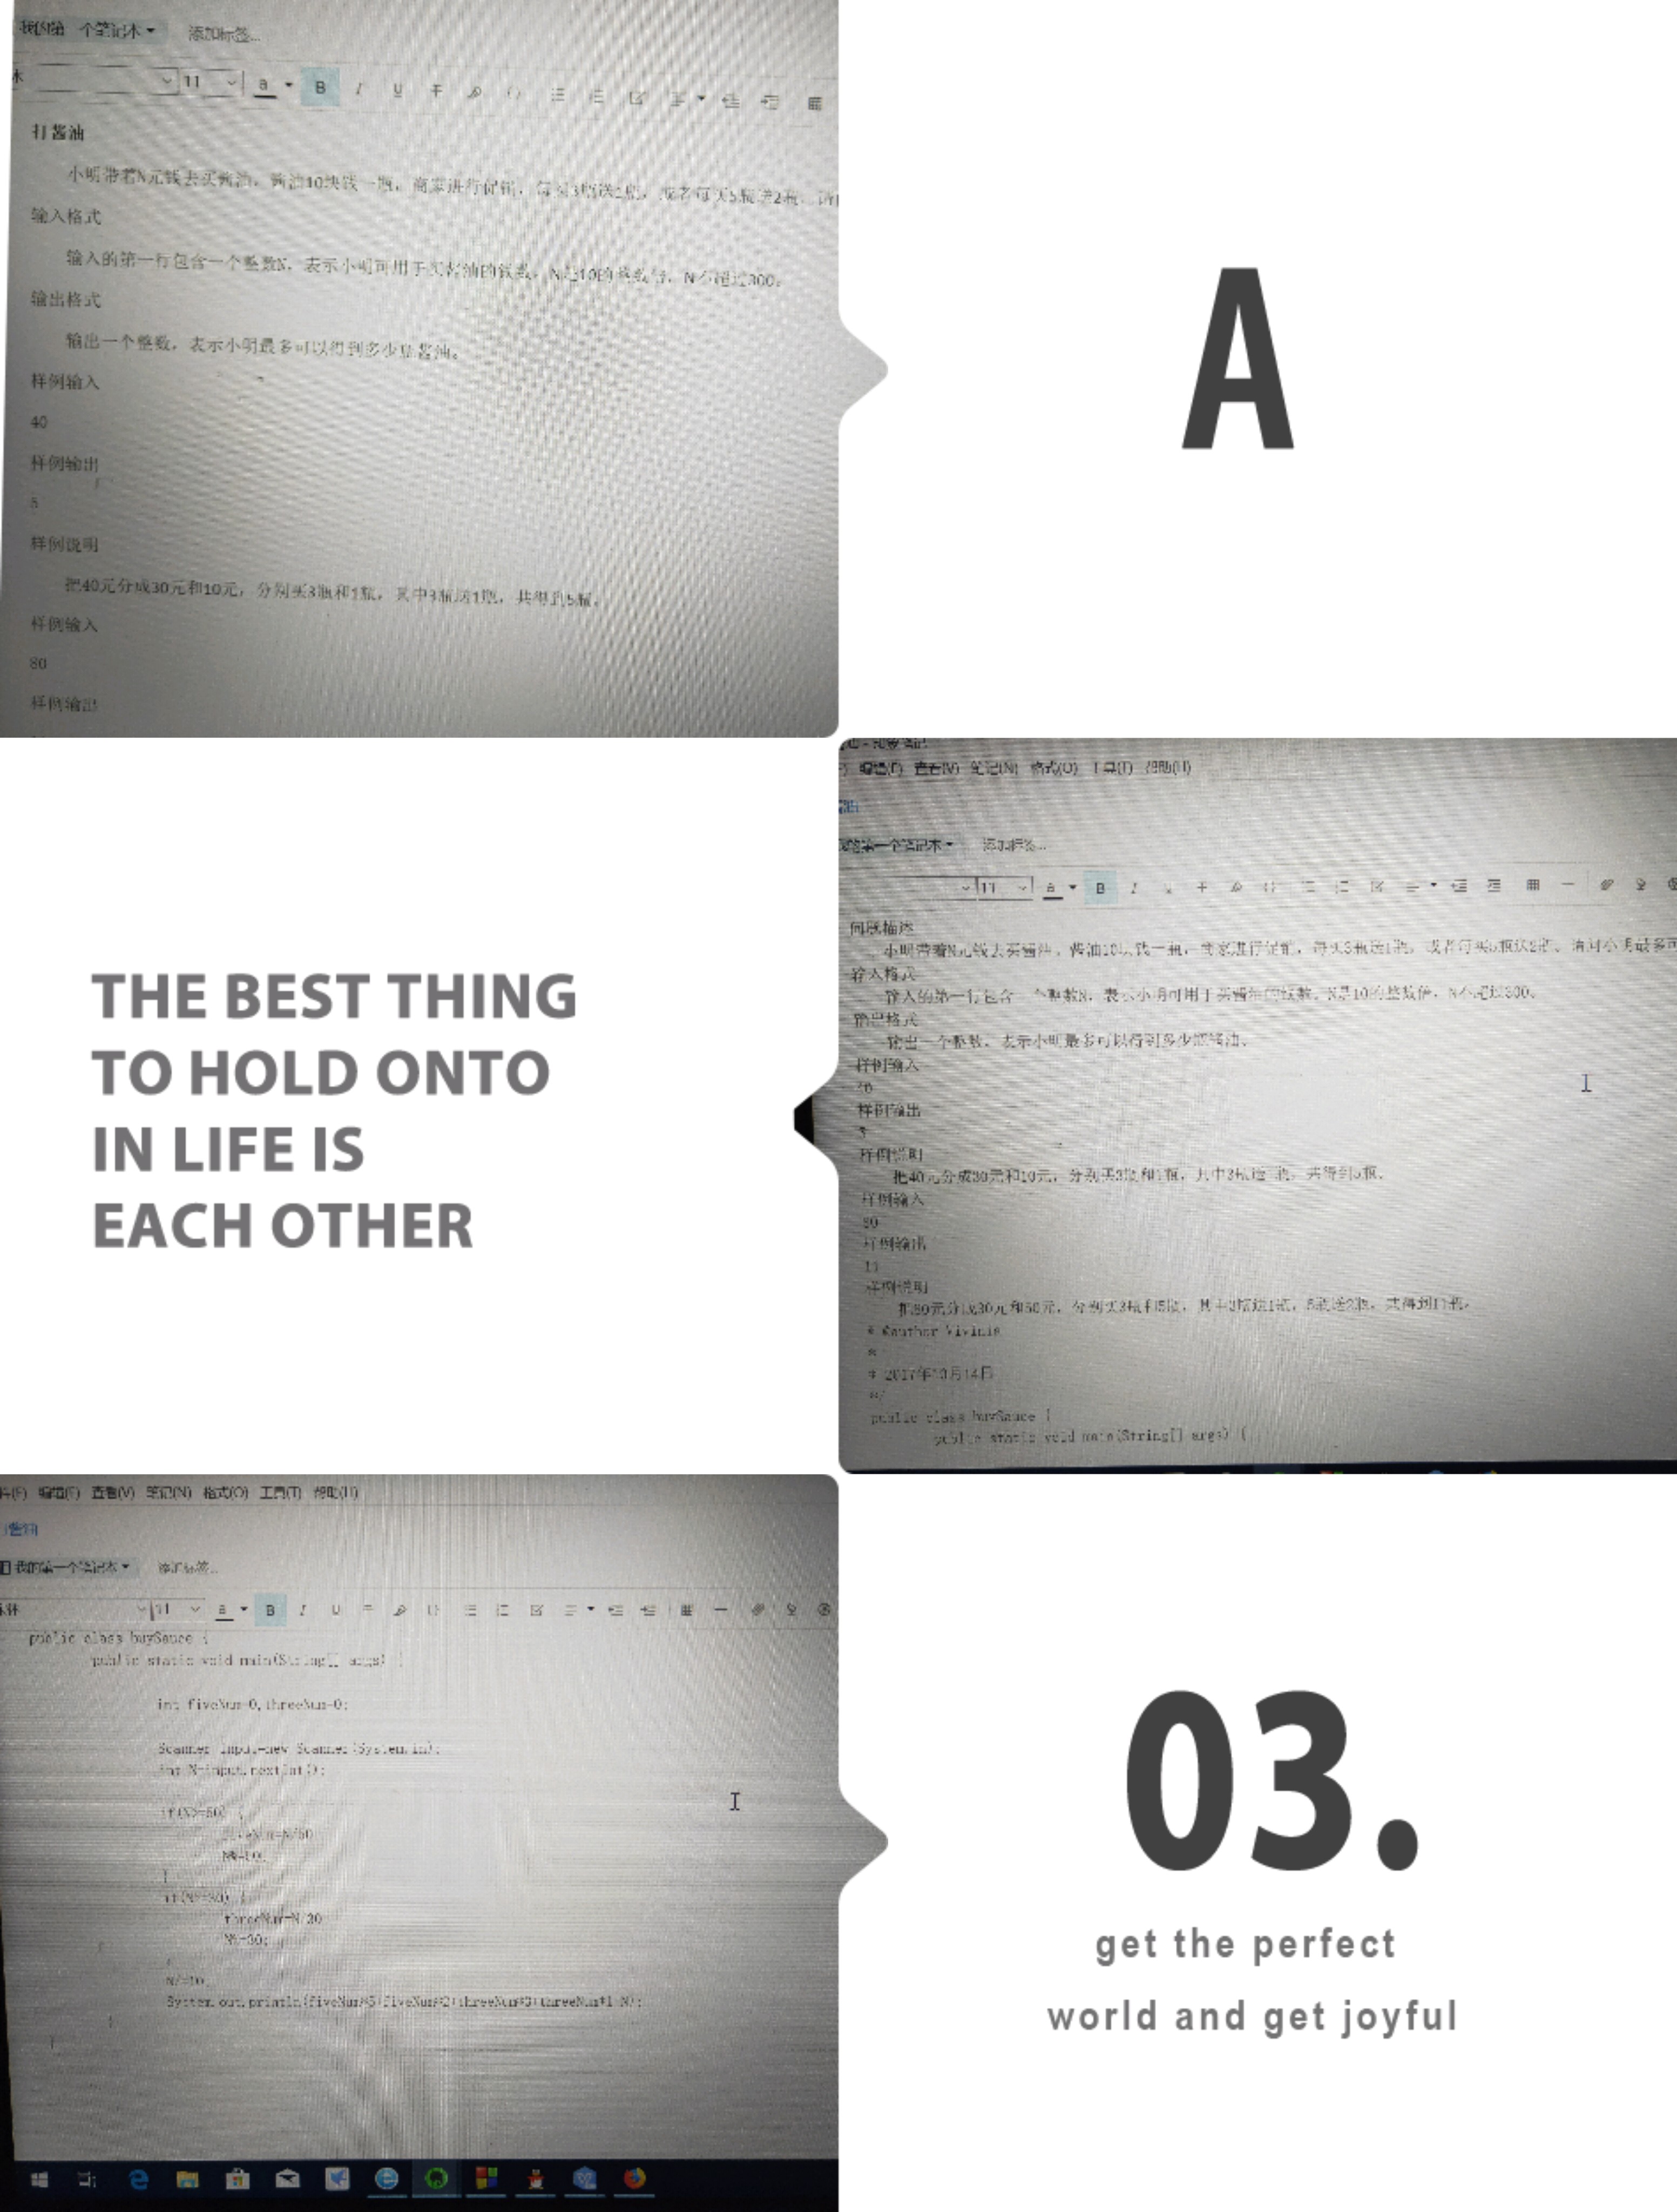 个笔记本 添加标签...
11 a B I U T
打酱油
小明带着N元钱去买酱油。酱油10块钱一瓶,商家进行促销,每买3瓶送1瓶,或者每买5瓶送2瓶。
输入格式
输入的第一行包含一个整数N,表示小明可用于买酱油的钱数。N是10的整数倍,N不超过300。
输出格式
输出一个整数,表示小明最多可以得到多少瓶酱油。
样例输入
40
样例输出
5
样例说明
把40元分成30元和10元,分别买3瓶和1瓶,其中3瓶送1瓶,共得到5瓶。
样例输入
80
样例输出
A
THE BEST THING
TO HOLD ONTO
IN LIFE IS
EACH OTHER
编辑(E) 查看(V) 笔记(N) 格式(O) 工具(T) 帮助(H)
的第一个笔记本 添加标签...
11 a B I U T
问题描述
小明带着N元钱去买酱油。酱油10块钱一瓶,商家进行促销,每买3瓶送1瓶,或者每买5瓶送2瓶。请问小明最多可
输入格式
输入的第一行包含一个整数N,表示小明可用于买酱油的钱数。N是10的整数倍,N不超过300。
输出格式
输出一个整数,表示小明最多可以得到多少瓶酱油。
样例输入
40
样例输出
5
样例说明
把40元分成30元和10元,分别买3瓶和1瓶,其中3瓶送1瓶,共得到5瓶。
样例输入
80
样例输出
11
样例说明
把80元分成30元和50元,分别买3瓶和5瓶,其中3瓶送1瓶,5瓶送2瓶,共得到11瓶。
* @author Vivinia
*
* 2017年10月14日
*/
public class buySauce {
public static void main(String[] args) {
件(F) 编辑(E) 查看(V) 笔记(N) 格式(O) 工具(T) 帮助(H)
酱油
我的第一个笔记本 添加标签...
11 a B I U
public class buySauce {
public static void main(String[] args) {
int fiveNum=0,threeNum=0;
Scanner input=new Scanner(System.in);
int N=input.nextInt();
if(N>=50) {
fiveNum=N/50
}
if(N>=30) {
threeNum=N/30
N%=30;
N/=10
System.out.println(fiveNum*5+fiveNum*2+threeNum*3+threeNum*1+N);
}
}
03.
get the perfect
world and get joyful